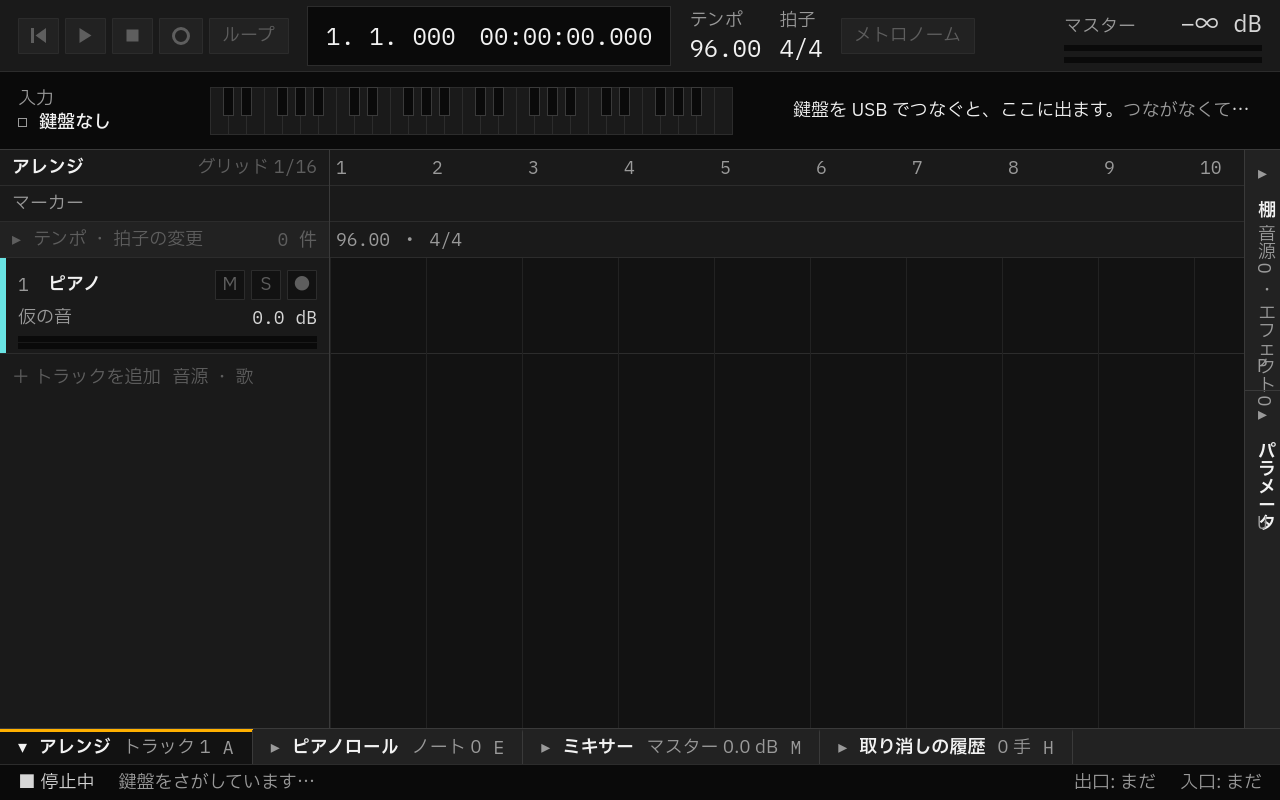 ループ
1. 1. 000 00:00:00.000
テンポ 拍子
96.00 4/4
メトロノーム
マスター −∞ dB
入力
鍵盤なし
鍵盤を USB でつなぐと、ここに出ます。つながなくて…
アレンジ グリッド 1/16
1 2 3 4 5 6 7 8 9 10
マーカー
▸ テンポ · 拍子の変更 0 件
96.00 · 4/4
1 ピアノ M S
仮の音 0.0 dB
＋ トラックを追加 音源 · 歌
▸ 棚 音源 0 · エフェクト 0 P
▸ パラメータ U
▾ アレンジ トラック 1 A
▸ ピアノロール ノート 0 E
▸ ミキサー マスター 0.0 dB M
▸ 取り消しの履歴 0 手 H
■ 停止中 鍵盤をさがしています…
出口: まだ 入口: まだ